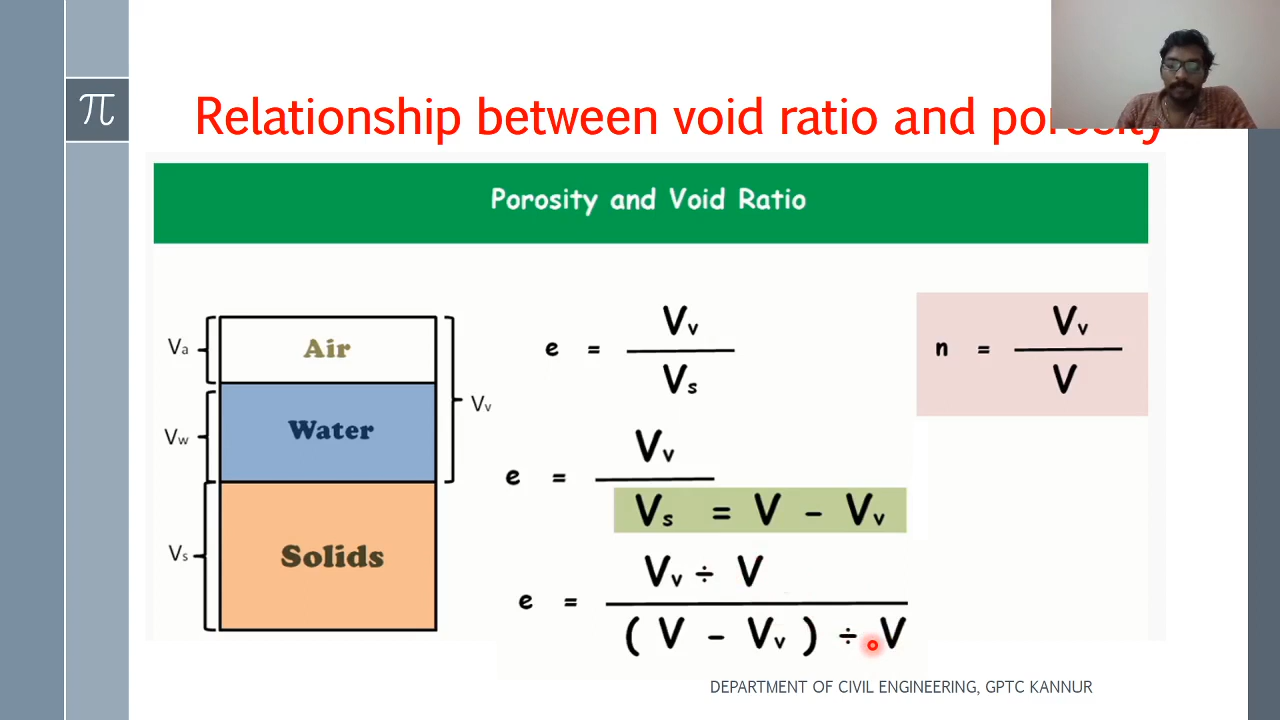 π
Relationship between void ratio and porosity
Porosity and Void Ratio
Va
Air
Vw
Water
Vv
Vs
Solids
e = Vv
Vs
n = Vv
V
e = Vv
Vs = V - Vv
e = Vv ÷ V
( V - Vv ) ÷ V
DEPARTMENT OF CIVIL ENGINEERING, GPTC KANNUR